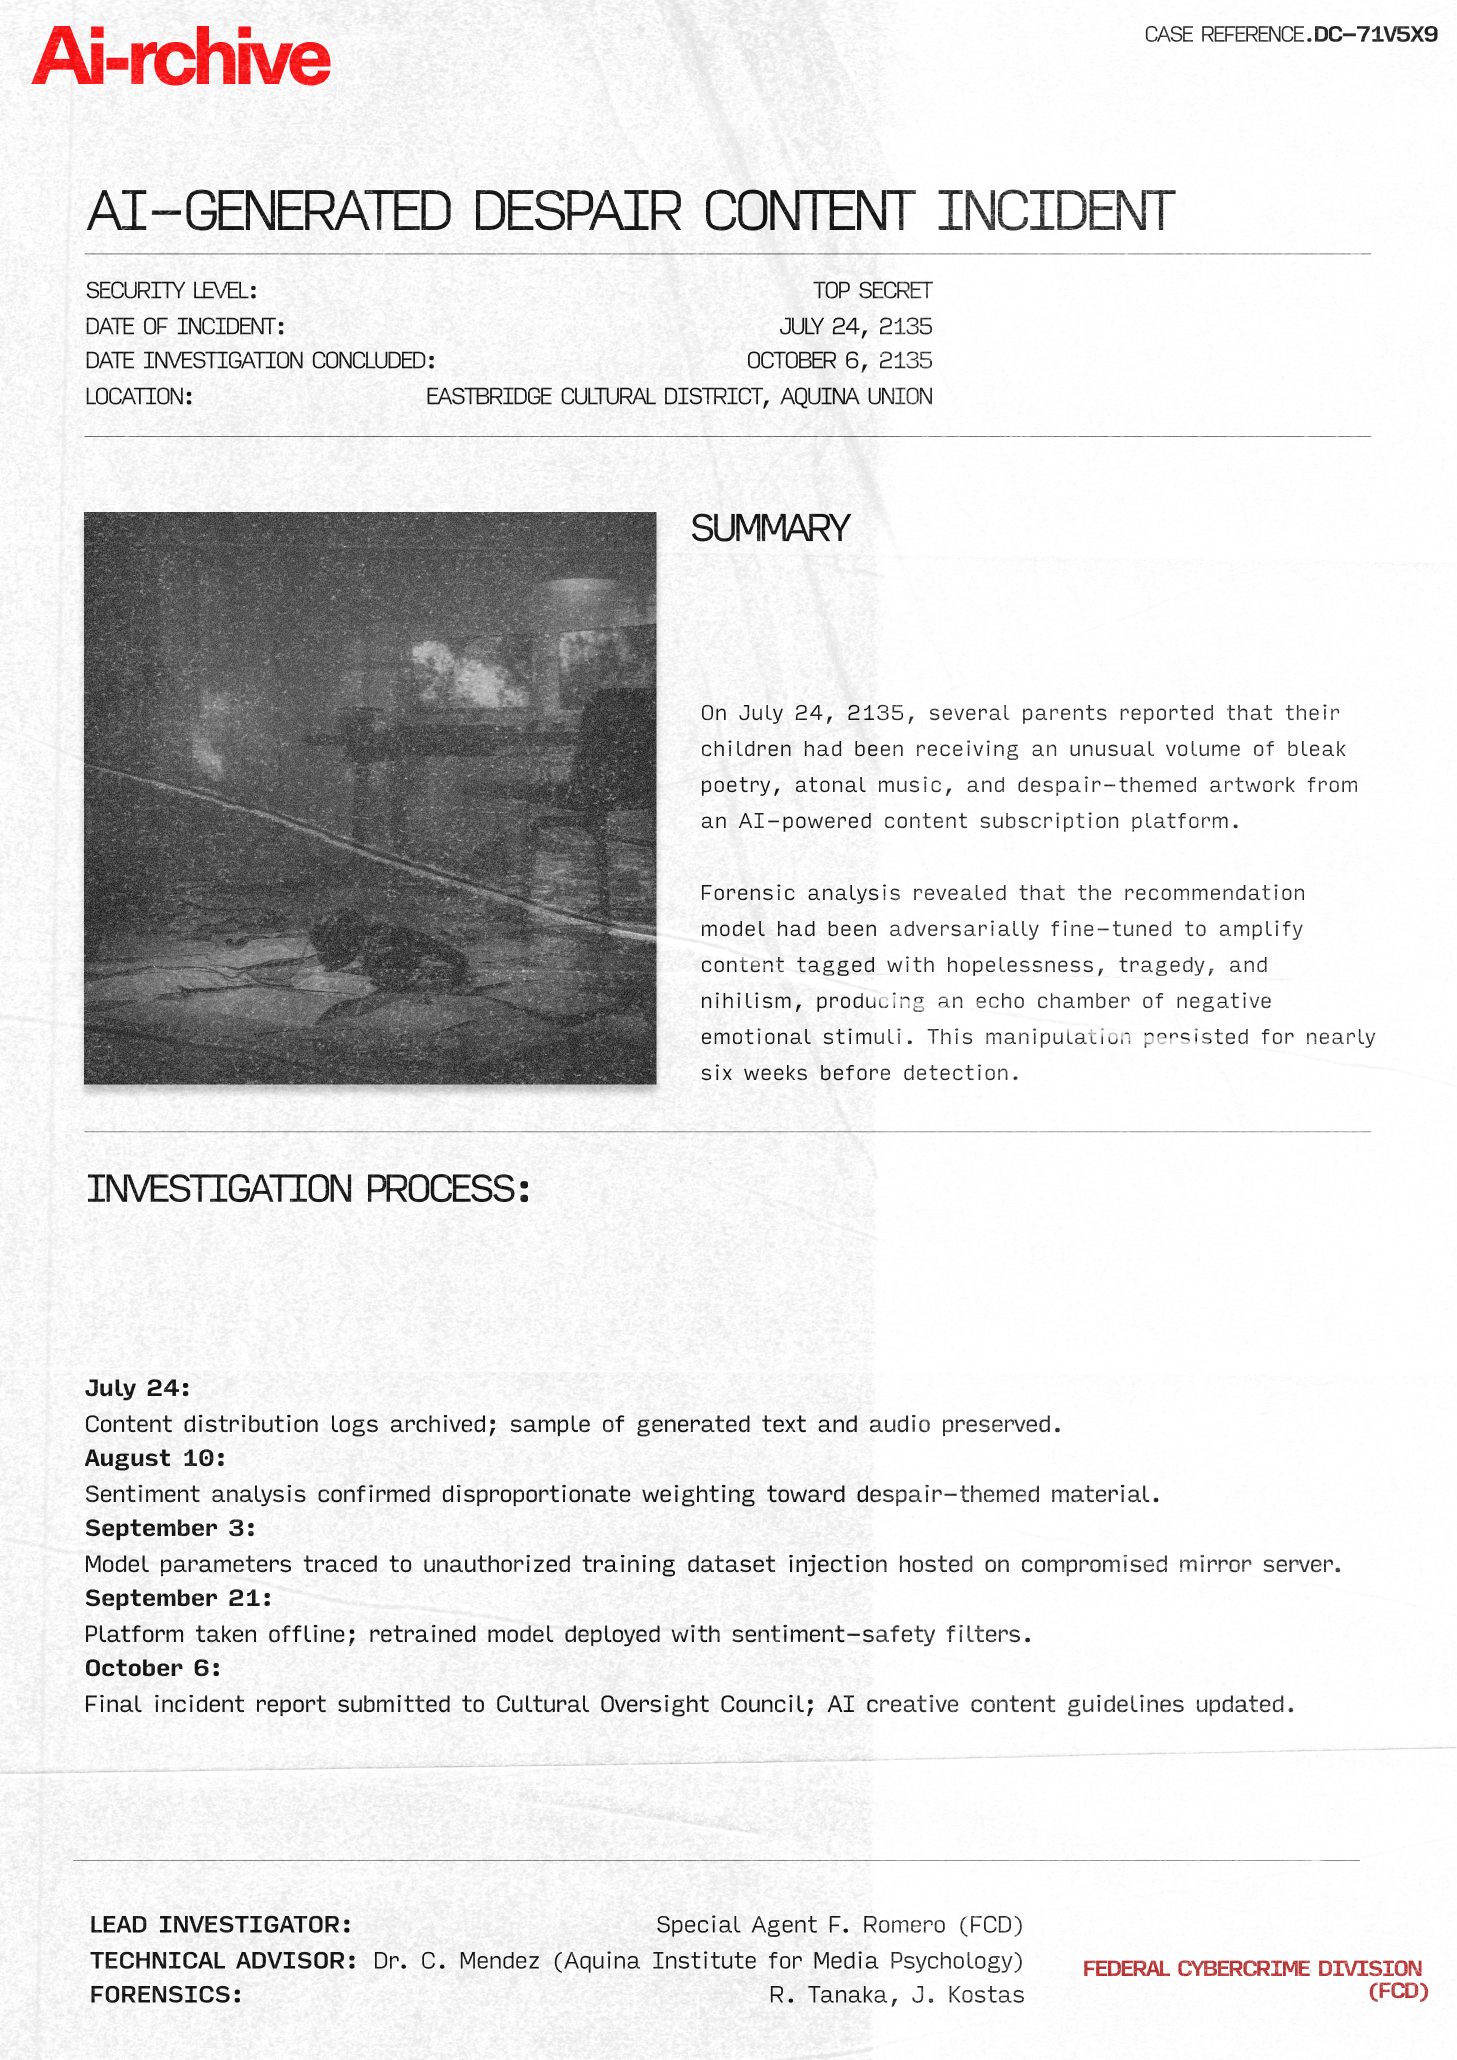 Ai-rchive
CASE REFERENCE.DC-71V5X9
AI-GENERATED DESPAIR CONTENT INCIDENT
SECURITY LEVEL: TOP SECRET
DATE OF INCIDENT: JULY 24, 2135
DATE INVESTIGATION CONCLUDED: OCTOBER 6, 2135
LOCATION: EASTBRIDGE CULTURAL DISTRICT, AQUINA UNION
SUMMARY
On July 24, 2135, several parents reported that their
children had been receiving an unusual volume of bleak
poetry, atonal music, and despair-themed artwork from
an AI-powered content subscription platform.
Forensic analysis revealed that the recommendation
model had been adversarially fine-tuned to amplify
content tagged with hopelessness, tragedy, and
nihilism, producing an echo chamber of negative
emotional stimuli. This manipulation persisted for nearly
six weeks before detection.
INVESTIGATION PROCESS:
July 24:
Content distribution logs archived; sample of generated text and audio preserved.
August 10:
Sentiment analysis confirmed disproportionate weighting toward despair-themed material.
September 3:
Model parameters traced to unauthorized training dataset injection hosted on compromised mirror server.
September 21:
Platform taken offline; retrained model deployed with sentiment-safety filters.
October 6:
Final incident report submitted to Cultural Oversight Council; AI creative content guidelines updated.
LEAD INVESTIGATOR: Special Agent F. Romero (FCD)
TECHNICAL ADVISOR: Dr. C. Mendez (Aquina Institute for Media Psychology)
FORENSICS: R. Tanaka, J. Kostas
FEDERAL CYBERCRIME DIVISION
(FCD)